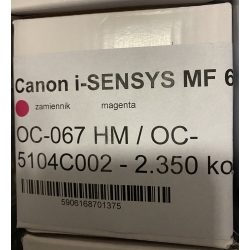 Canon i-SENSYS MF 6
zamiennik magenta
OC-067 HM / OC-
5104C002 - 2.350 ko
5906168701375